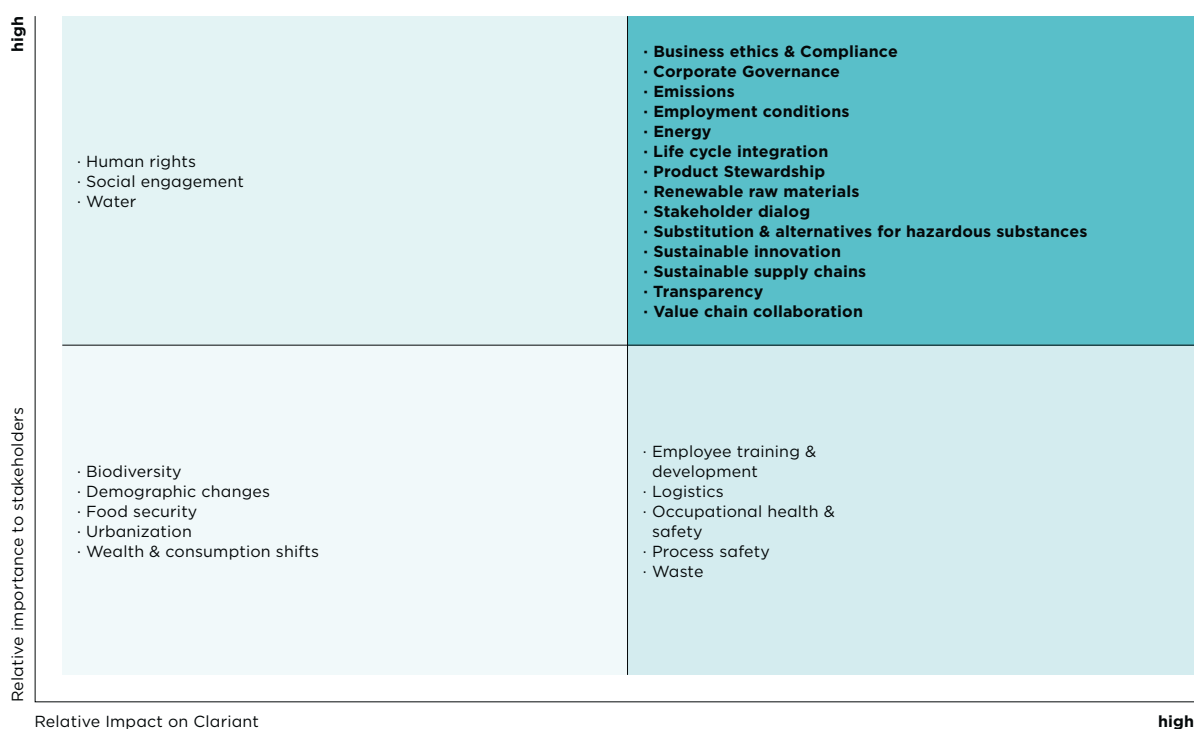 high
· Human rights
· Social engagement
· Water
· Business ethics & Compliance
· Corporate Governance
· Emissions
· Employment conditions
· Energy
· Life cycle integration
· Product Stewardship
· Renewable raw materials
· Stakeholder dialog
· Substitution & alternatives for hazardous substances
· Sustainable innovation
· Sustainable supply chains
· Transparency
· Value chain collaboration
Relative importance to stakeholders
· Biodiversity
· Demographic changes
· Food security
· Urbanization
· Wealth & consumption shifts
· Employee training &
development
· Logistics
· Occupational health &
safety
· Process safety
· Waste
Relative Impact on Clariant
high